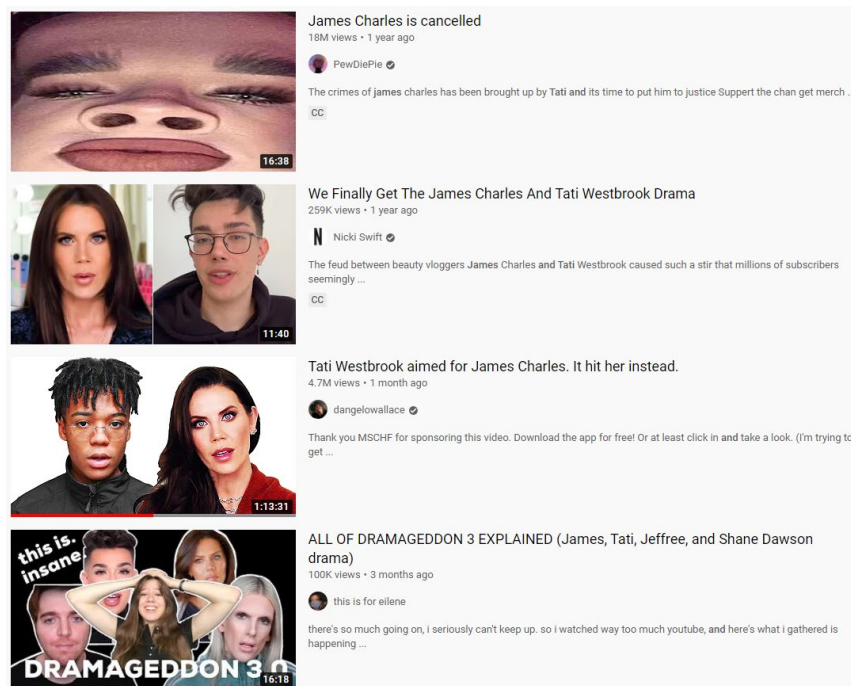 James Charles is cancelled
18M views • 1 year ago
PewDiePie
The crimes of james charles has been brought up by Tati and its time to put him to justice Suppert the chan get merch .
CC
16:38
We Finally Get The James Charles And Tati Westbrook Drama
259K views • 1 year ago
N Nicki Swift
The feud between beauty vloggers James Charles and Tati Westbrook caused such a stir that millions of subscribers
seemingly ...
CC
11:40
Tati Westbrook aimed for James Charles. It hit her instead.
4.7M views • 1 month ago
dangelowallace
Thank you MSCHF for sponsoring this video. Download the app for free! Or at least click in and take a look. (I'm trying to
get ...
1:13:31
this is.
insane
DRAMAGEDDON 3.0
16:18
ALL OF DRAMAGEDDON 3 EXPLAINED (James, Tati, Jeffree, and Shane Dawson
drama)
100K views • 3 months ago
this is for eilene
there's so much going on, i seriously can't keep up. so i watched way too much youtube, and here's what i gathered is
happening ...